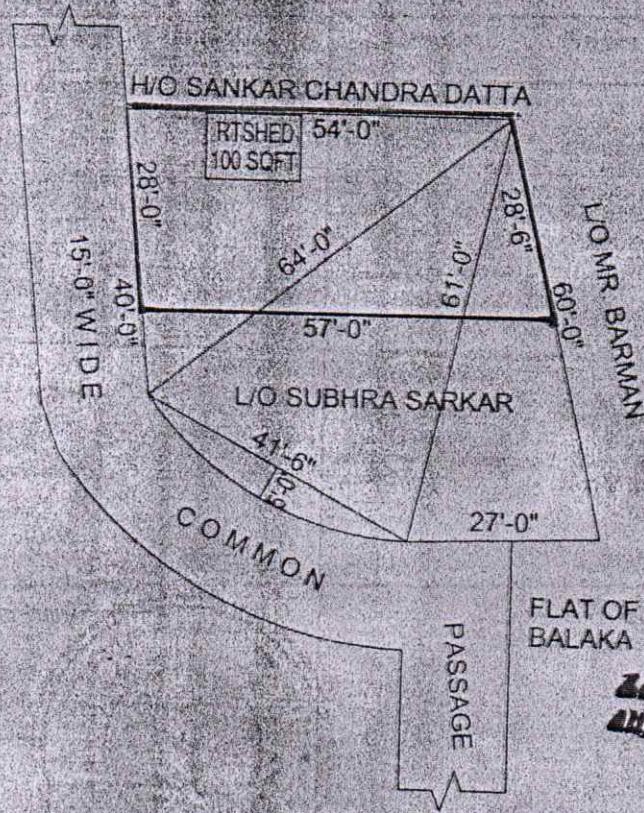 H/O SANKAR CHANDRA DATTA
RTSHED
100 SQFT
54'-0"
28'-0"
28'-6"
64'-0"
61'-0"
L/O MR. BARMAN
15'-0" WIDE
40'-0"
57'-0"
60'-0"
L/O SUBHRA SARKAR
41'-6"
27'-0"
COMMON
PASSAGE
FLAT OF
BALAKA